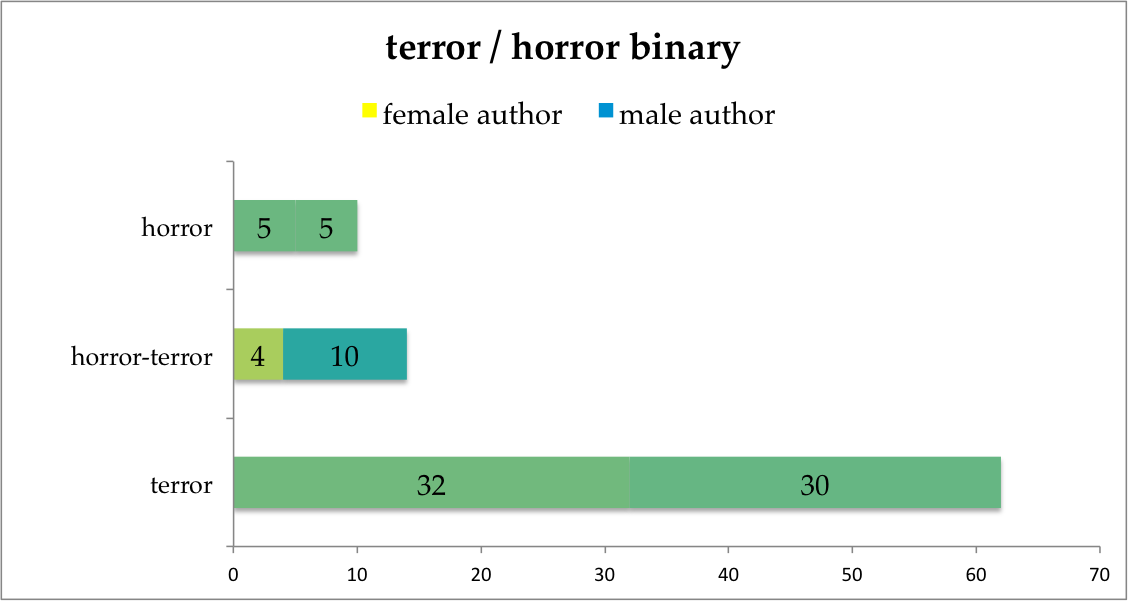 terror / horror binary
female author male author
horror 5 5
horror-terror 4 10
terror 32 30
0 10 20 30 40 50 60 70